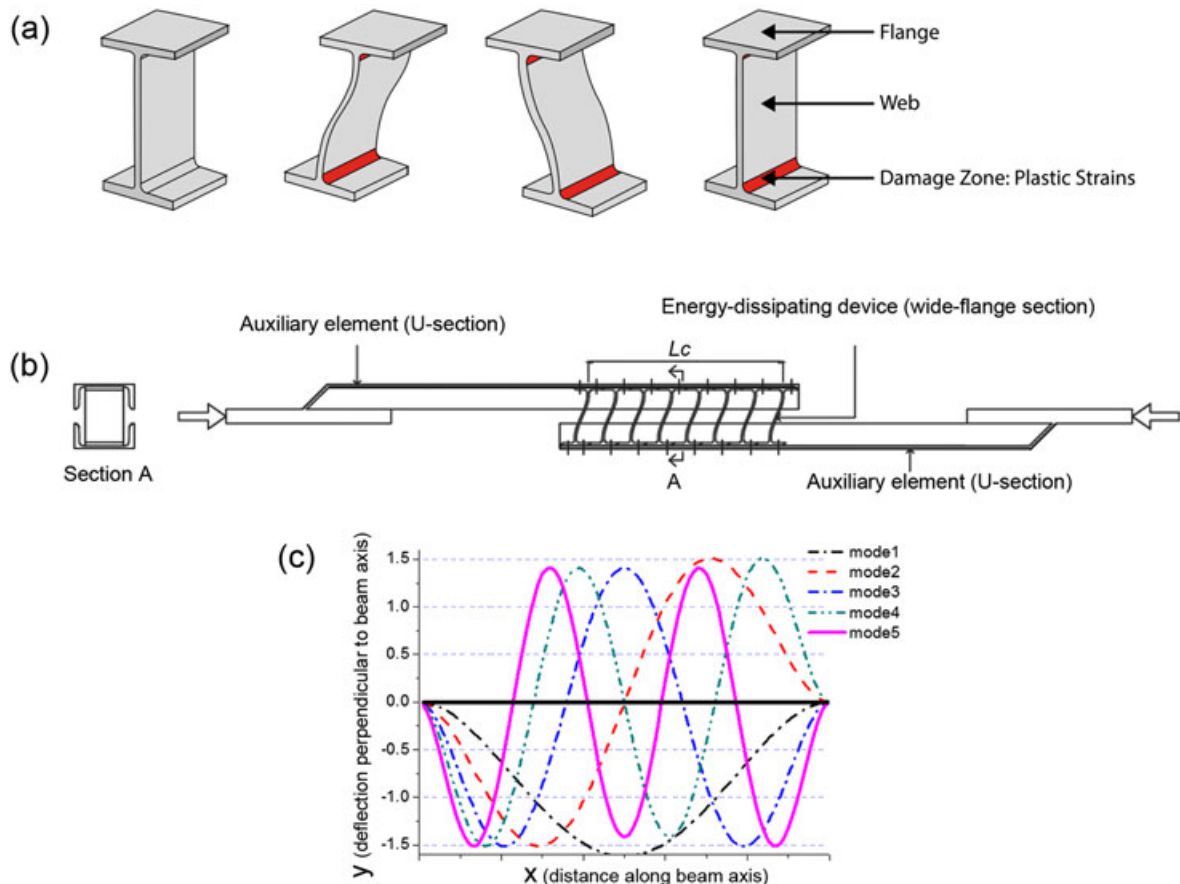 (a)
Flange
Web
Damage Zone: Plastic Strains
Energy-dissipating device (wide-flange section)
Auxiliary element (U-section)
(b)
Lc
Section A
A
Auxiliary element (U-section)
(c)
y (deflection perpendicular to beam axis)
1.5
1.0
0.5
0.0
-0.5
-1.0
-1.5
mode1
mode2
mode3
mode4
mode5
x (distance along beam axis)